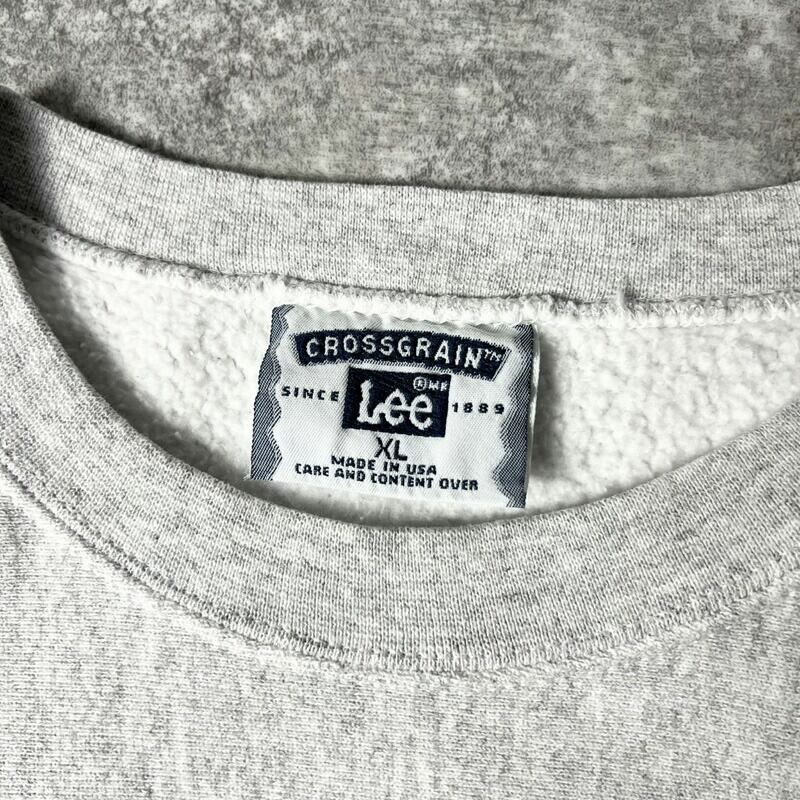 CROSSGRAIN™
® MR
SINCE Lee 1889
XL
MADE IN USA
CARE AND CONTENT OVER